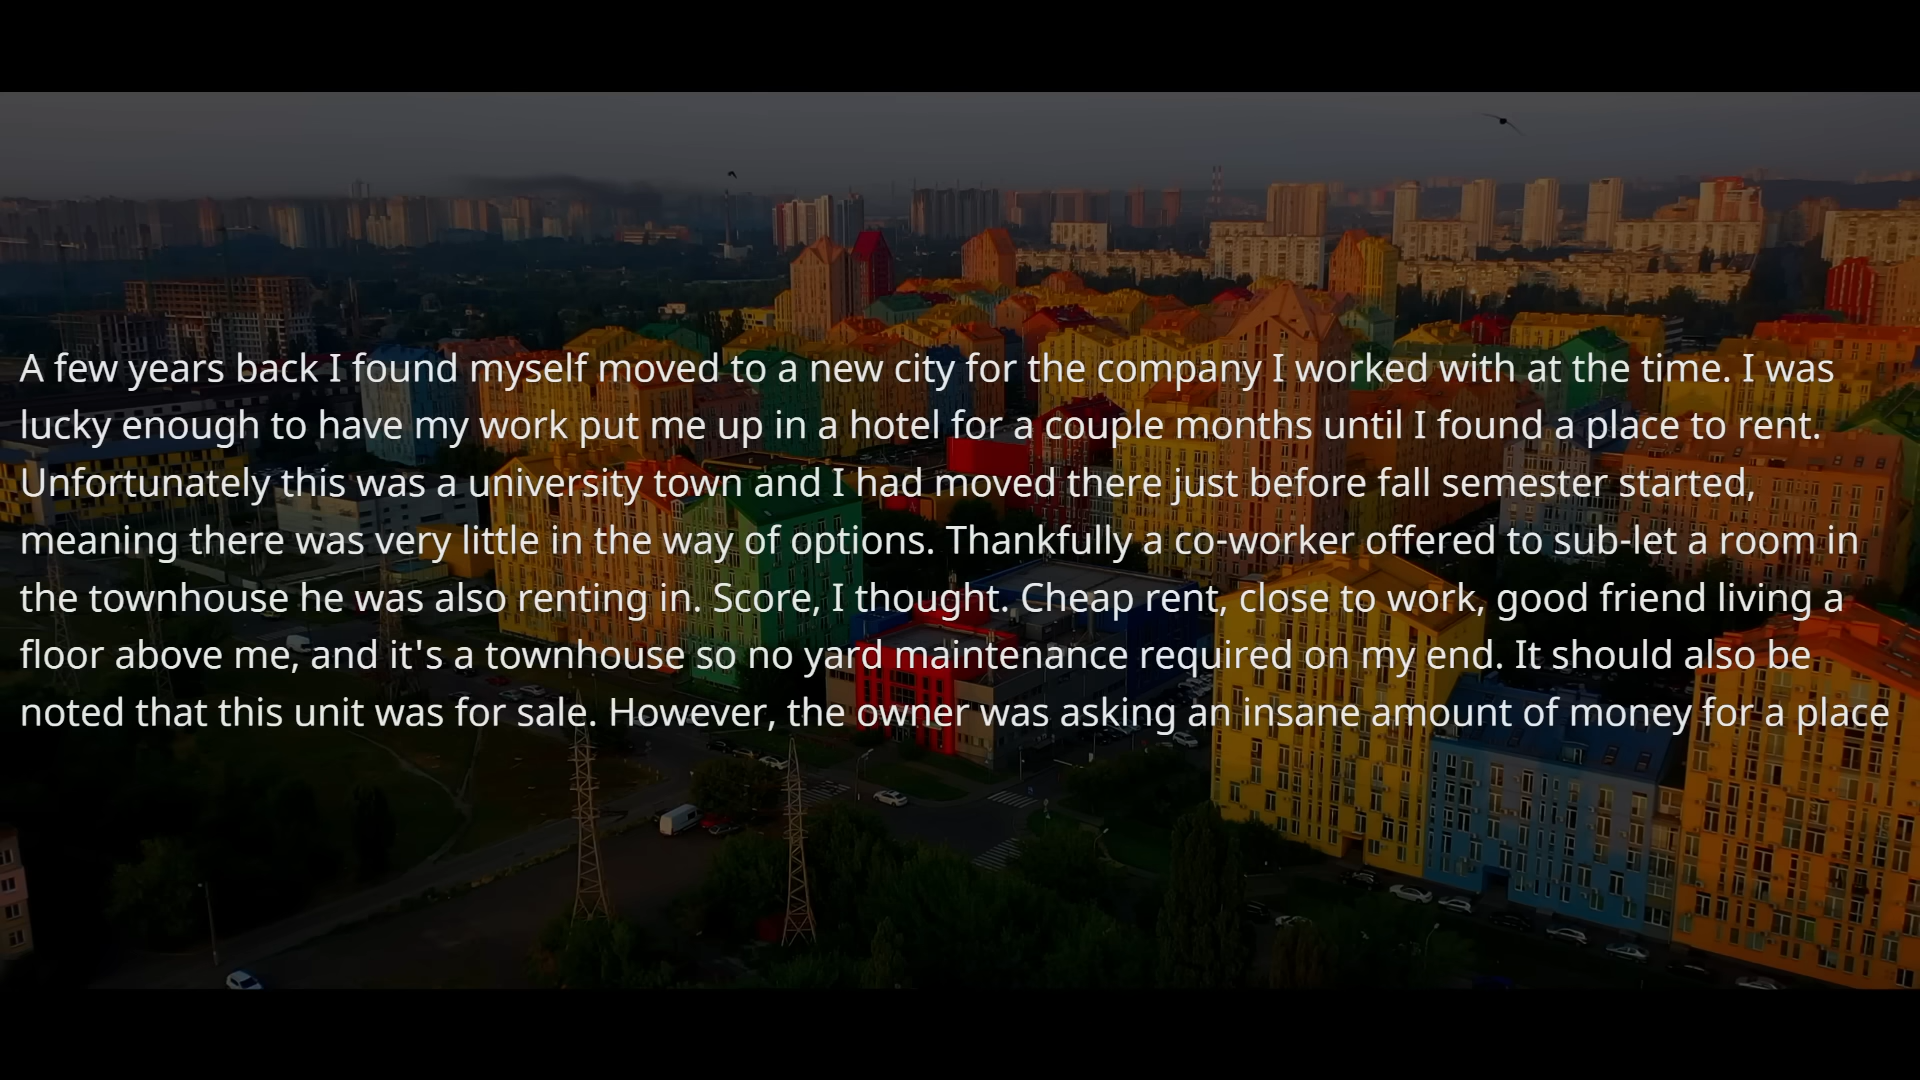 A few years back I found myself moved to a new city for the company I worked with at the time. I was
lucky enough to have my work put me up in a hotel for a couple months until I found a place to rent.
Unfortunately this was a university town and I had moved there just before fall semester started,
meaning there was very little in the way of options. Thankfully a co-worker offered to sub-let a room in
the townhouse he was also renting in. Score, I thought. Cheap rent, close to work, good friend living a
floor above me, and it's a townhouse so no yard maintenance required on my end. It should also be
noted that this unit was for sale. However, the owner was asking an insane amount of money for a place